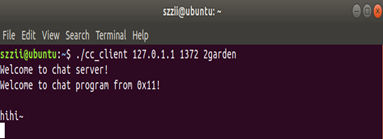 szzii@ubuntu: ~
File Edit View Search Terminal Help
szzii@ubuntu:~$ ./cc_client 127.0.1.1 1372 2garden
Welcome to chat server!
Welcome to chat program from 0x11!
hihi~